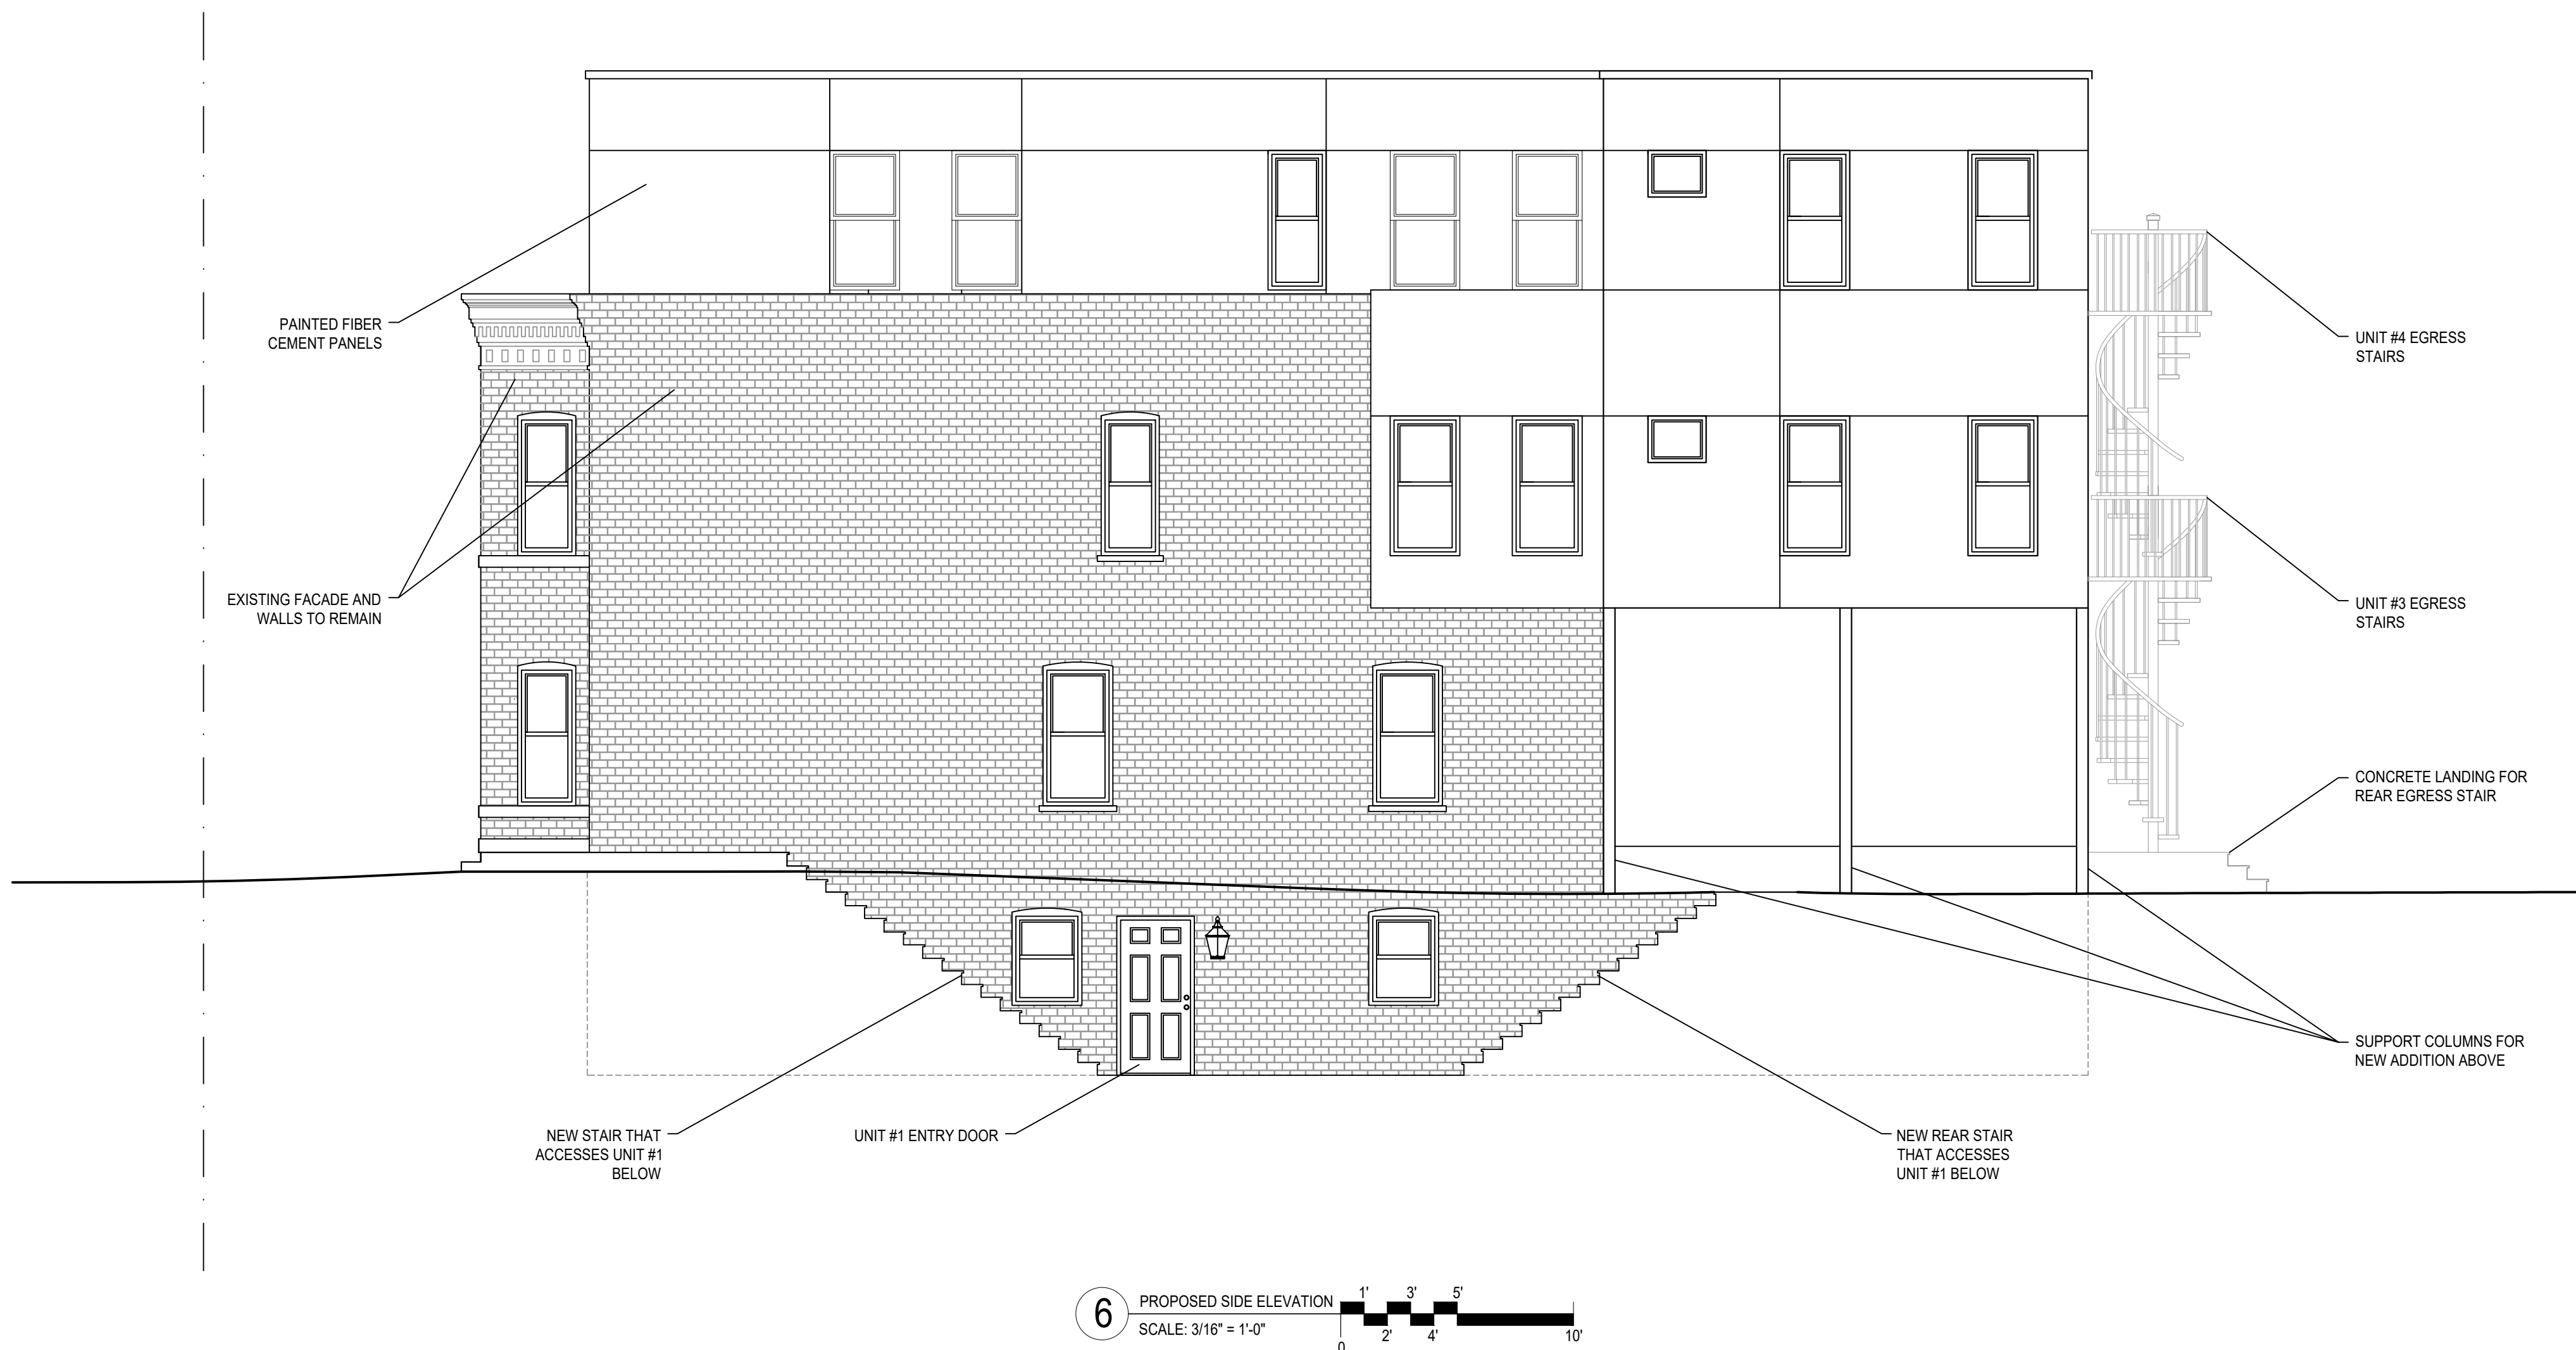 PAINTED FIBER
CEMENT PANELS
EXISTING FACADE AND
WALLS TO REMAIN
UNIT #4 EGRESS
STAIRS
UNIT #3 EGRESS
STAIRS
CONCRETE LANDING FOR
REAR EGRESS STAIR
SUPPORT COLUMNS FOR
NEW ADDITION ABOVE
NEW STAIR THAT
ACCESSES UNIT #1
BELOW
UNIT #1 ENTRY DOOR
NEW REAR STAIR
THAT ACCESSES
UNIT #1 BELOW
6
PROPOSED SIDE ELEVATION
SCALE: 3/16" = 1'-0"
1' 3' 5'
0 2' 4' 10'